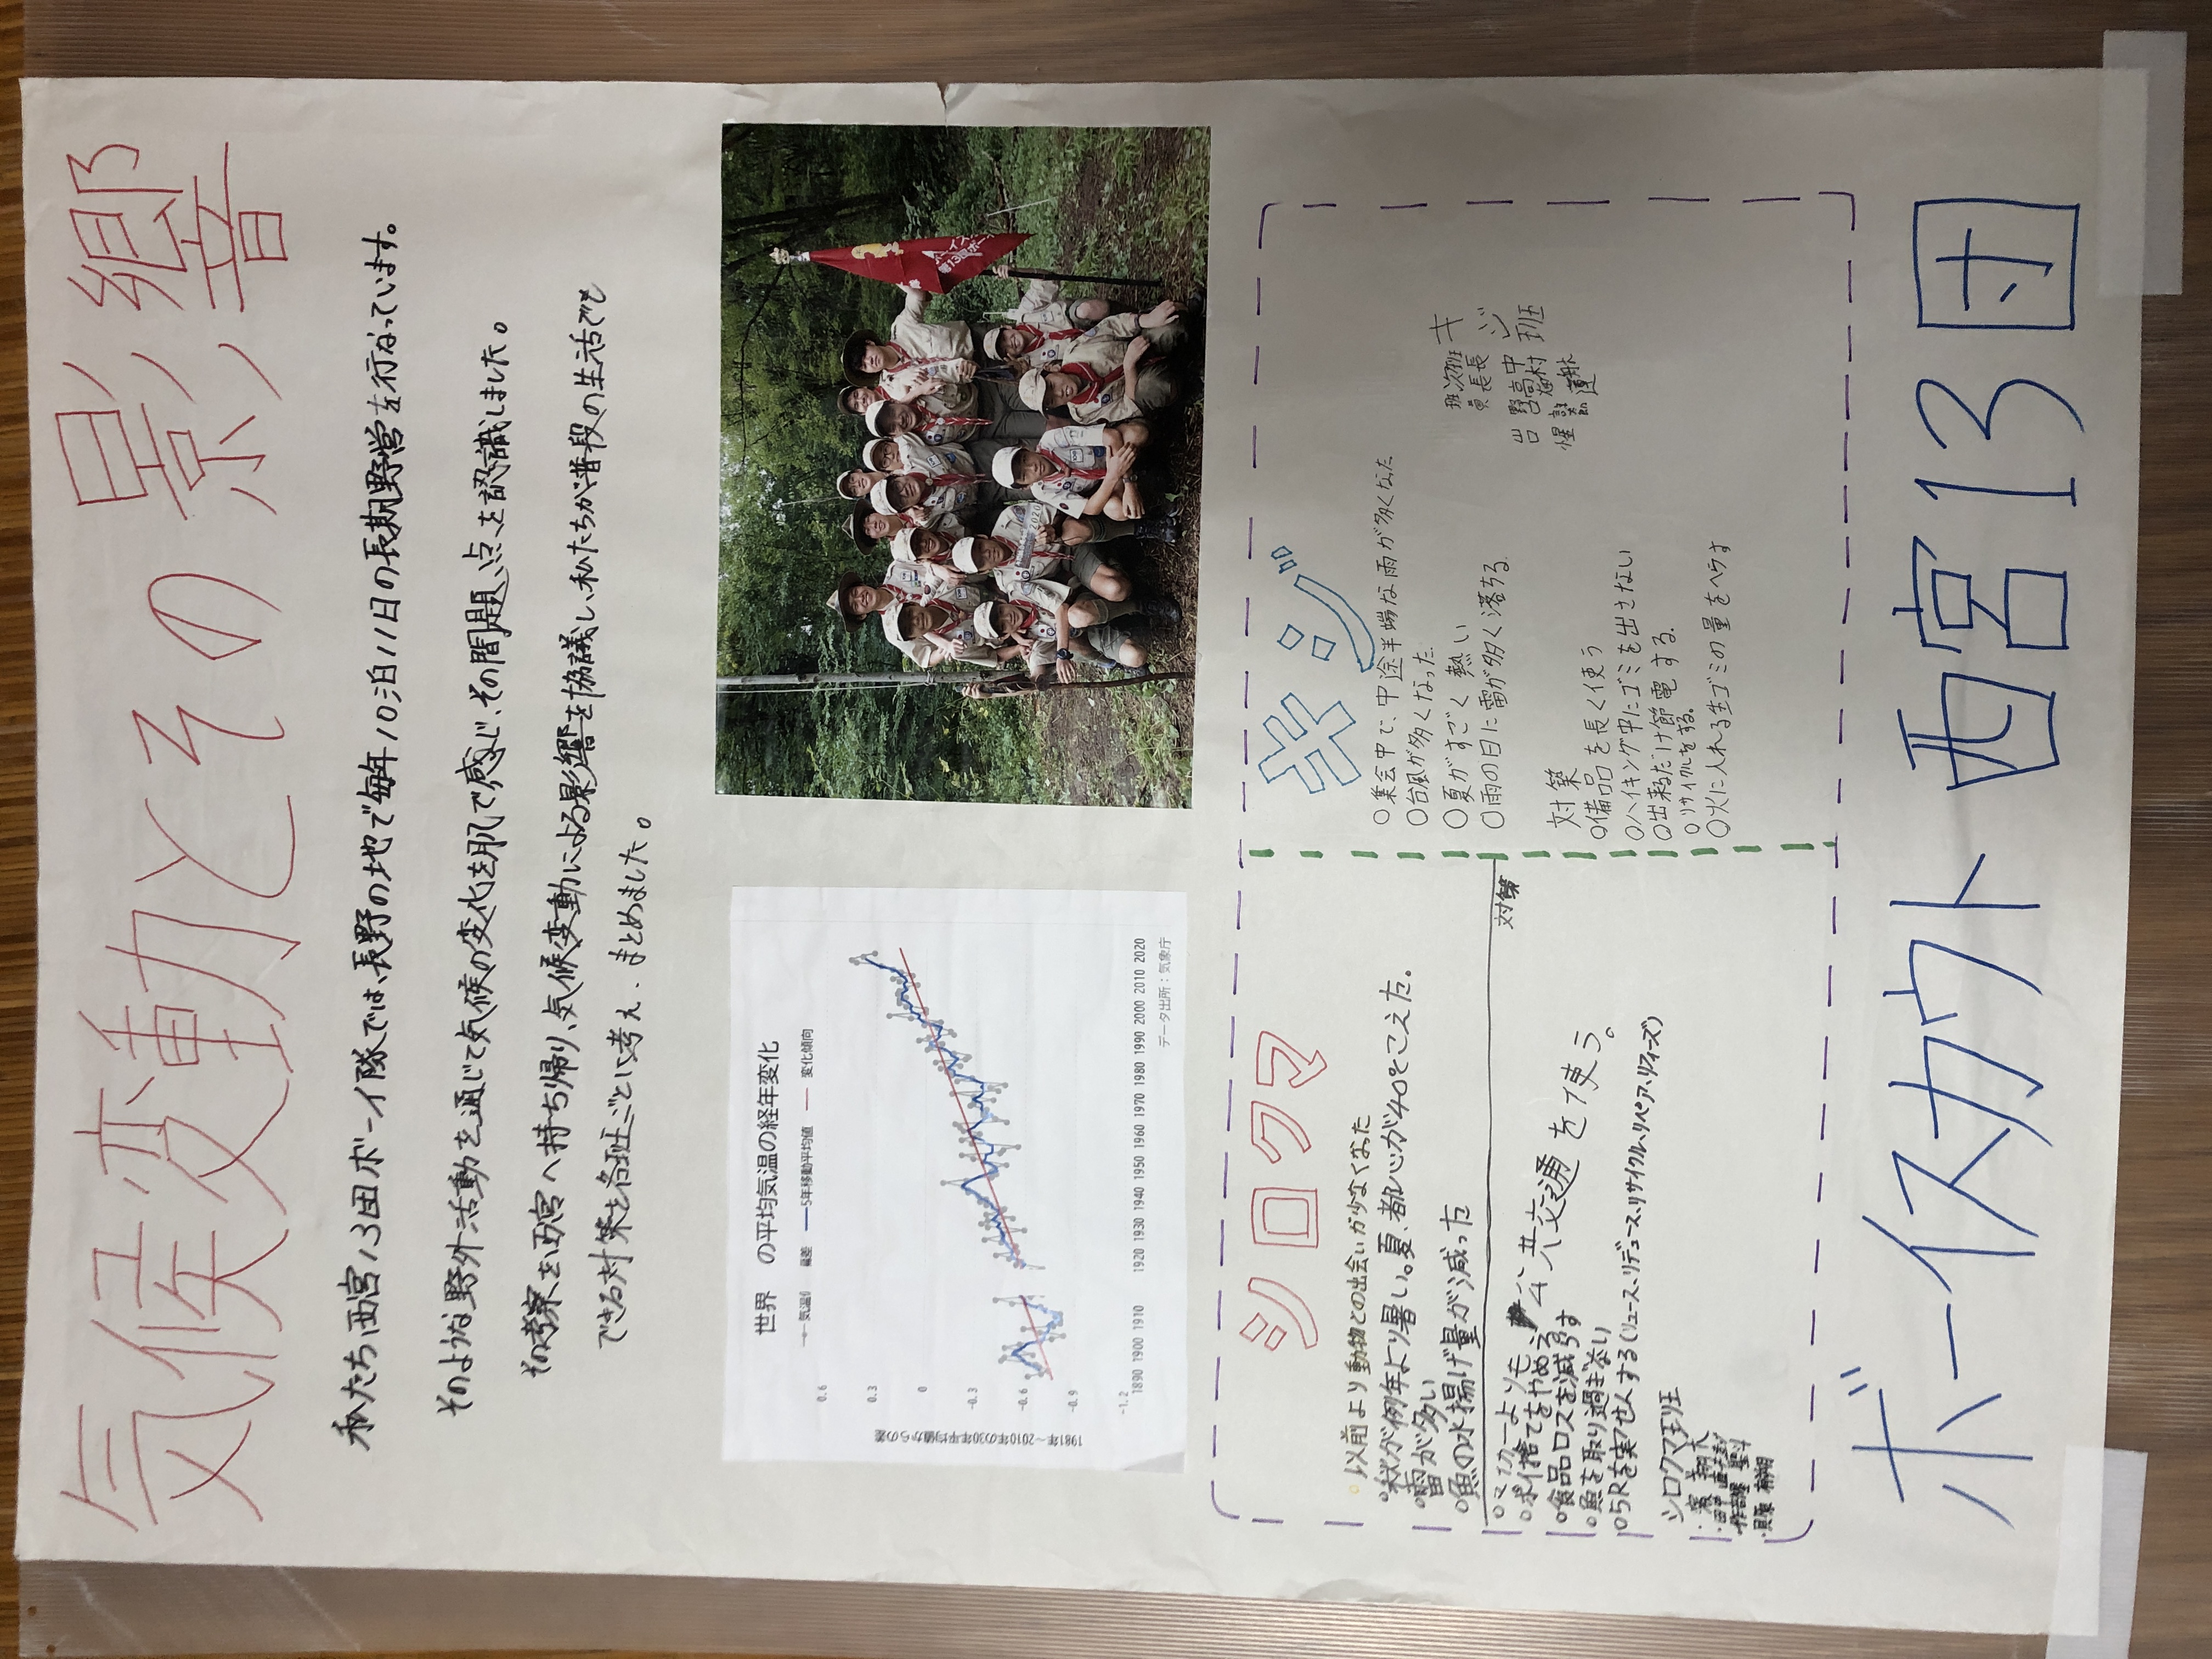 気候変動とその影響
私たち西宮13団ボーイ隊では、長野の地で毎年10泊11日の長期野営を行なっています。
そのような野外活動を通じて気候の変化を肌で感じ、その問題点を認識しました。
その考察を西宮へ持ち帰り、気候変動による影響を協議し、私たちが普段の生活でも
できる対策を各班ごとに考え、まとめました。
世界 の平均気温の経年変化
気温 偏差 5年移動平均値 変化傾向
1981年〜2010年の30年平均値からの差
0.6
0.3
0
-0.3
-0.6
-0.9
-1.2
1890 1900 1910 1920 1930 1940 1950 1960 1970 1980 1990 2000 2010 2020
データ出所：気象庁
2020
シロクマ
○以前より動物との出会いが少なくなった
○秋が例年より暑い。夏、都心が40℃こえた.
○雷が多い
○魚の水揚げ量が減った
対策
○マイカーよりも公共交通を使う。
○ポイ捨てをやめる
○食品ロスを減らす
○魚を取り過ぎない
○5Rを実せんする(リュース、リデュース、リサイクル、リペア、リフィーズ)
シロクマ班
・濱 翔大
・田中
・作古屋 聖斗
・貝原
キジ
○集会中で、中途半端な雨が多くなった
○台風が多くなった.
○夏がすごく熱い
○雨の日に雷が多く落ちる.
対策
○備品を長く使う
○ハイキング中にゴミを出さない
○出来るだけ節電する.
○リサイクルをする。
○火に入れる生ゴミの量をヘラす
キジ班
班長 中村 航
次長 高 蓮
班員 野口
出口 惺
ボーイスカウト 西宮13団